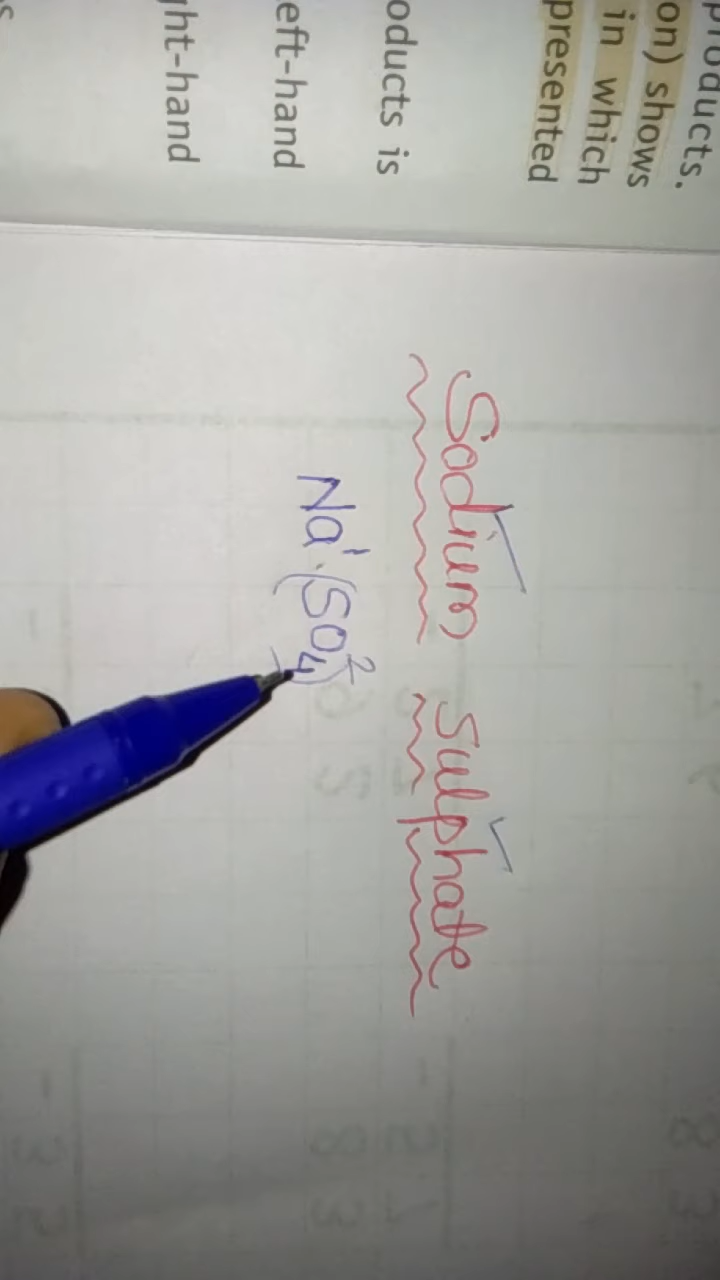 products.
on) shows
in which
presented
oducts is
eft-hand
ght-hand
Sodium Sulphate
Na¹(SO₄)²